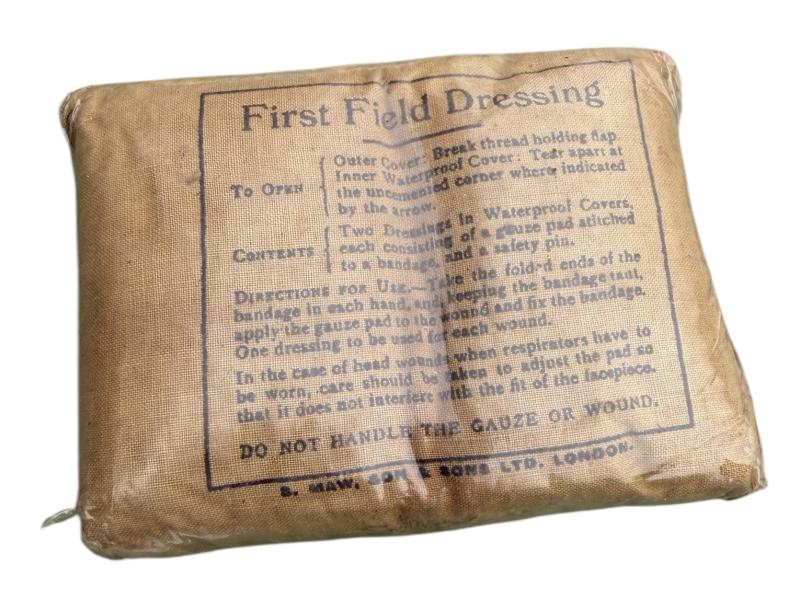 First Field Dressing
To Open
Outer Cover: Break thread holding flap.
Inner Waterproof Cover: Tear apart at
the uncemented corner where indicated
by the arrow.
Contents
Two Dressings in Waterproof Covers,
each consisting of a gauze pad stitched
to a bandage, and a safety pin.
Directions for Use.—Take the folded ends of the
bandage in each hand, and, keeping the bandage taut,
apply the gauze pad to the wound and fix the bandage.
One dressing to be used for each wound.
In the case of head wounds when respirators have to
be worn, care should be taken to adjust the pad so
that it does not interfere with the fit of the facepiece.
DO NOT HANDLE THE GAUZE OR WOUND.
S. MAW, SON & SONS LTD. LONDON.